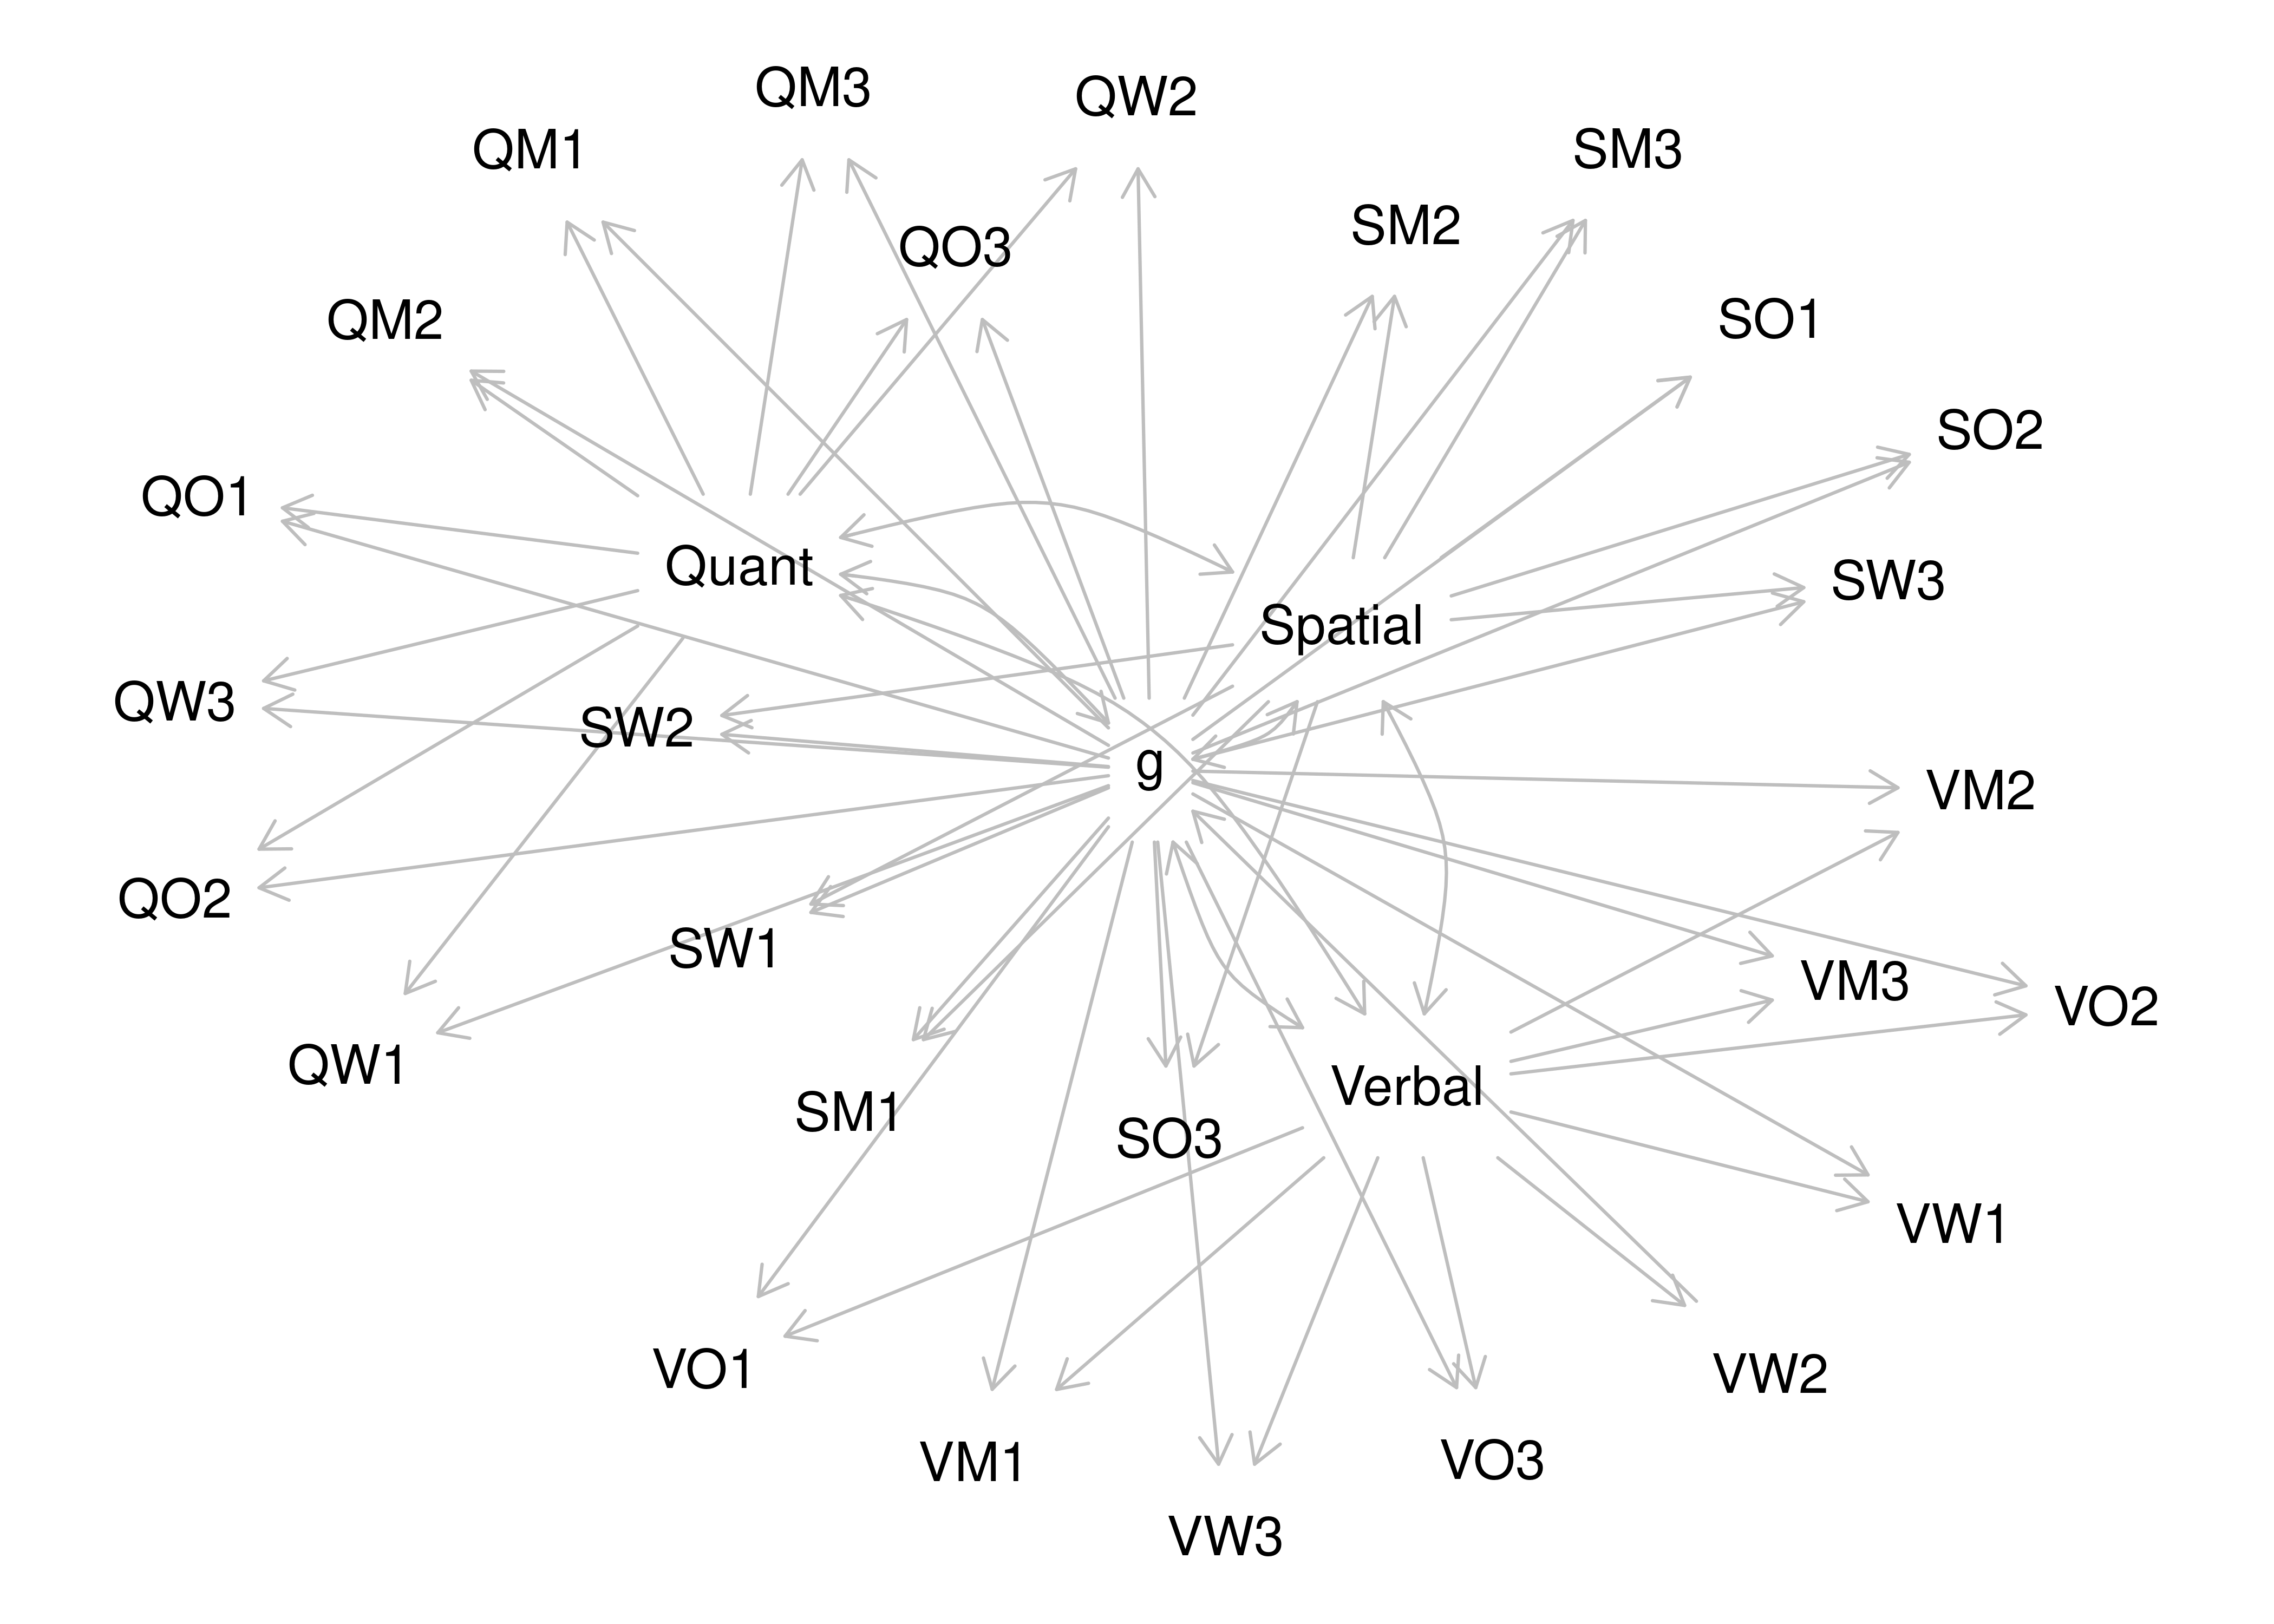 QM3
QW2
QM1
SM3
SM2
QO3
QM2
SO1
SO2
QO1
Quant
SW3
Spatial
QW3
SW2
g
VM2
QO2
SW1
VM3
VO2
QW1
Verbal
SM1
SO3
VW1
VO1
VW2
VM1
VO3
VW3